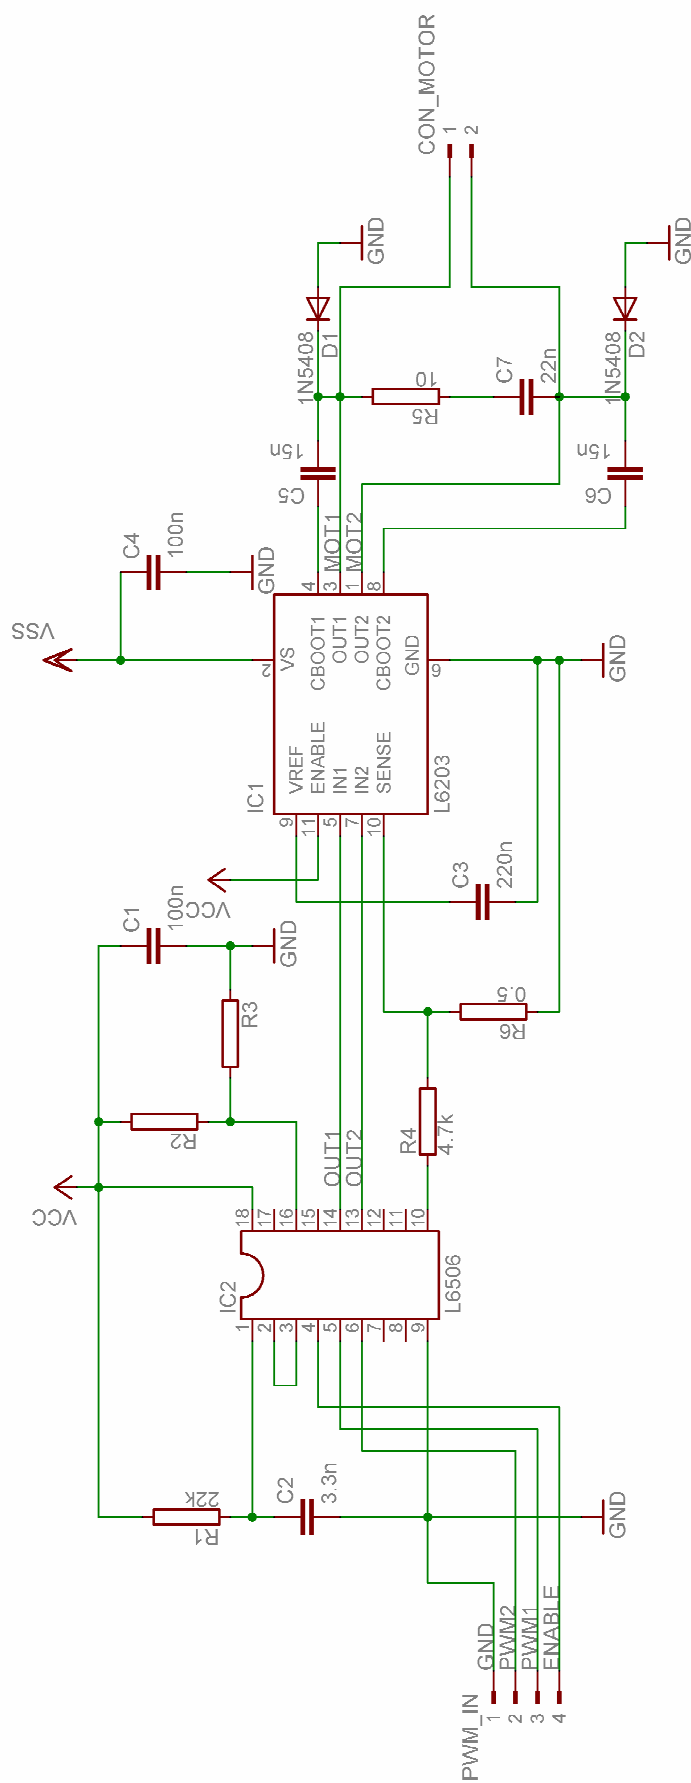 CON_MOTOR
1
2
GND
GND
1N5408
D1
1N5408
D2
10
R5
C7
22n
15n
C5
15n
C6
C4
100n
GND
MOT1
MOT2
VSS
4
3
1
8
2
VS
CBOOT1
OUT1
OUT2
CBOOT2
GND
6
GND
VREF
ENABLE
IN1
IN2
SENSE
IC1
L6203
9
11
5
7
10
VCC
C1
100n
GND
C3
220n
R3
0.5
R6
R2
R4
4.7k
OUT1
OUT2
VCC
18
17
16
15
14
13
12
11
10
IC2
L6506
1
2
3
4
5
6
7
8
9
22k
R1
C2
3.3n
GND
GND
PWM2
PWM1
ENABLE
PWM_IN
1
2
3
4